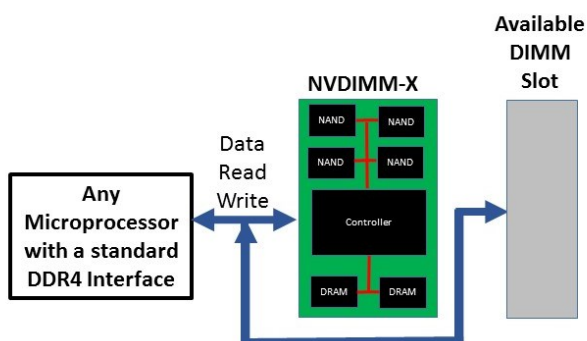 Available
DIMM
Slot
NVDIMM-X
NAND
NAND
NAND
NAND
Data
Read
Write
Any
Microprocessor
with a standard
DDR4 Interface
Controller
DRAM
DRAM